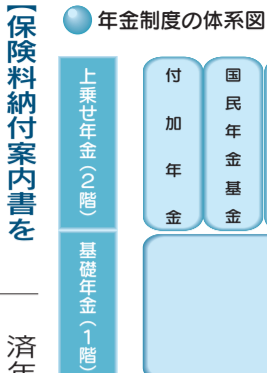 【保険料納付案内書を
済年
年金制度の体系図
上乗せ年金(2階)
付加年金
国民年金基金
基礎年金(1階)